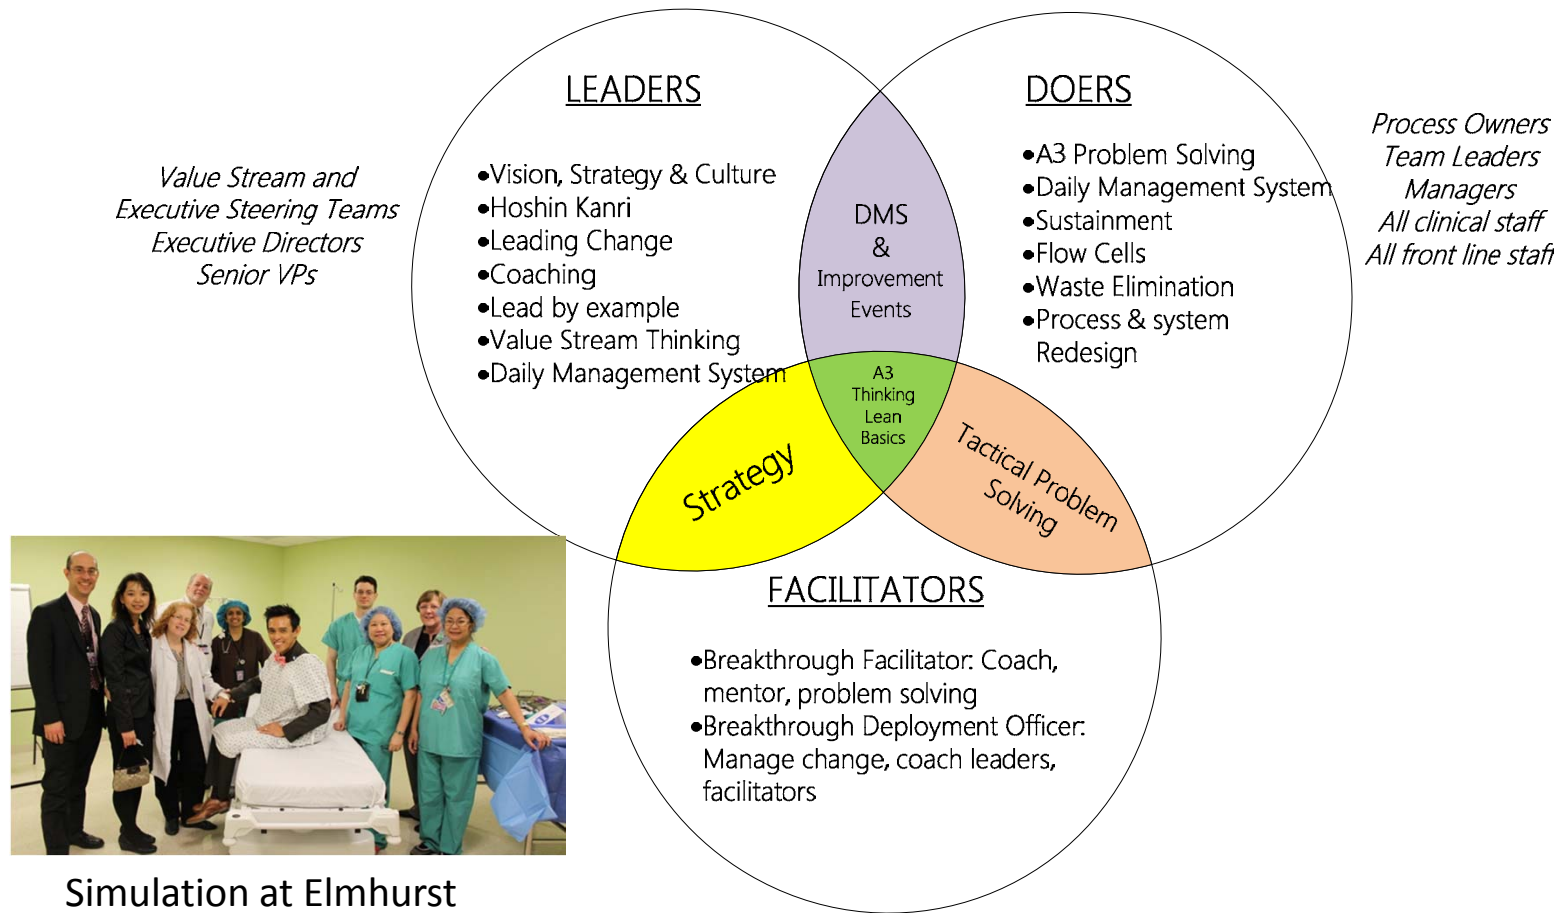 LEADERS
•Vision, Strategy & Culture
•Hoshin Kanri
•Leading Change
•Coaching
•Lead by example
•Value Stream Thinking
•Daily Management System
Value Stream and
Executive Steering Teams
Executive Directors
Senior VPs
DOERS
•A3 Problem Solving
•Daily Management System
•Sustainment
•Flow Cells
•Waste Elimination
•Process & system
Redesign
Process Owners
Team Leaders
Managers
All clinical staff
All front line staff
DMS
&
Improvement
Events
A3
Thinking
Lean
Basics
Strategy
Tactical Problem
Solving
FACILITATORS
•Breakthrough Facilitator: Coach,
mentor, problem solving
•Breakthrough Deployment Officer:
Manage change, coach leaders,
facilitators
Simulation at Elmhurst